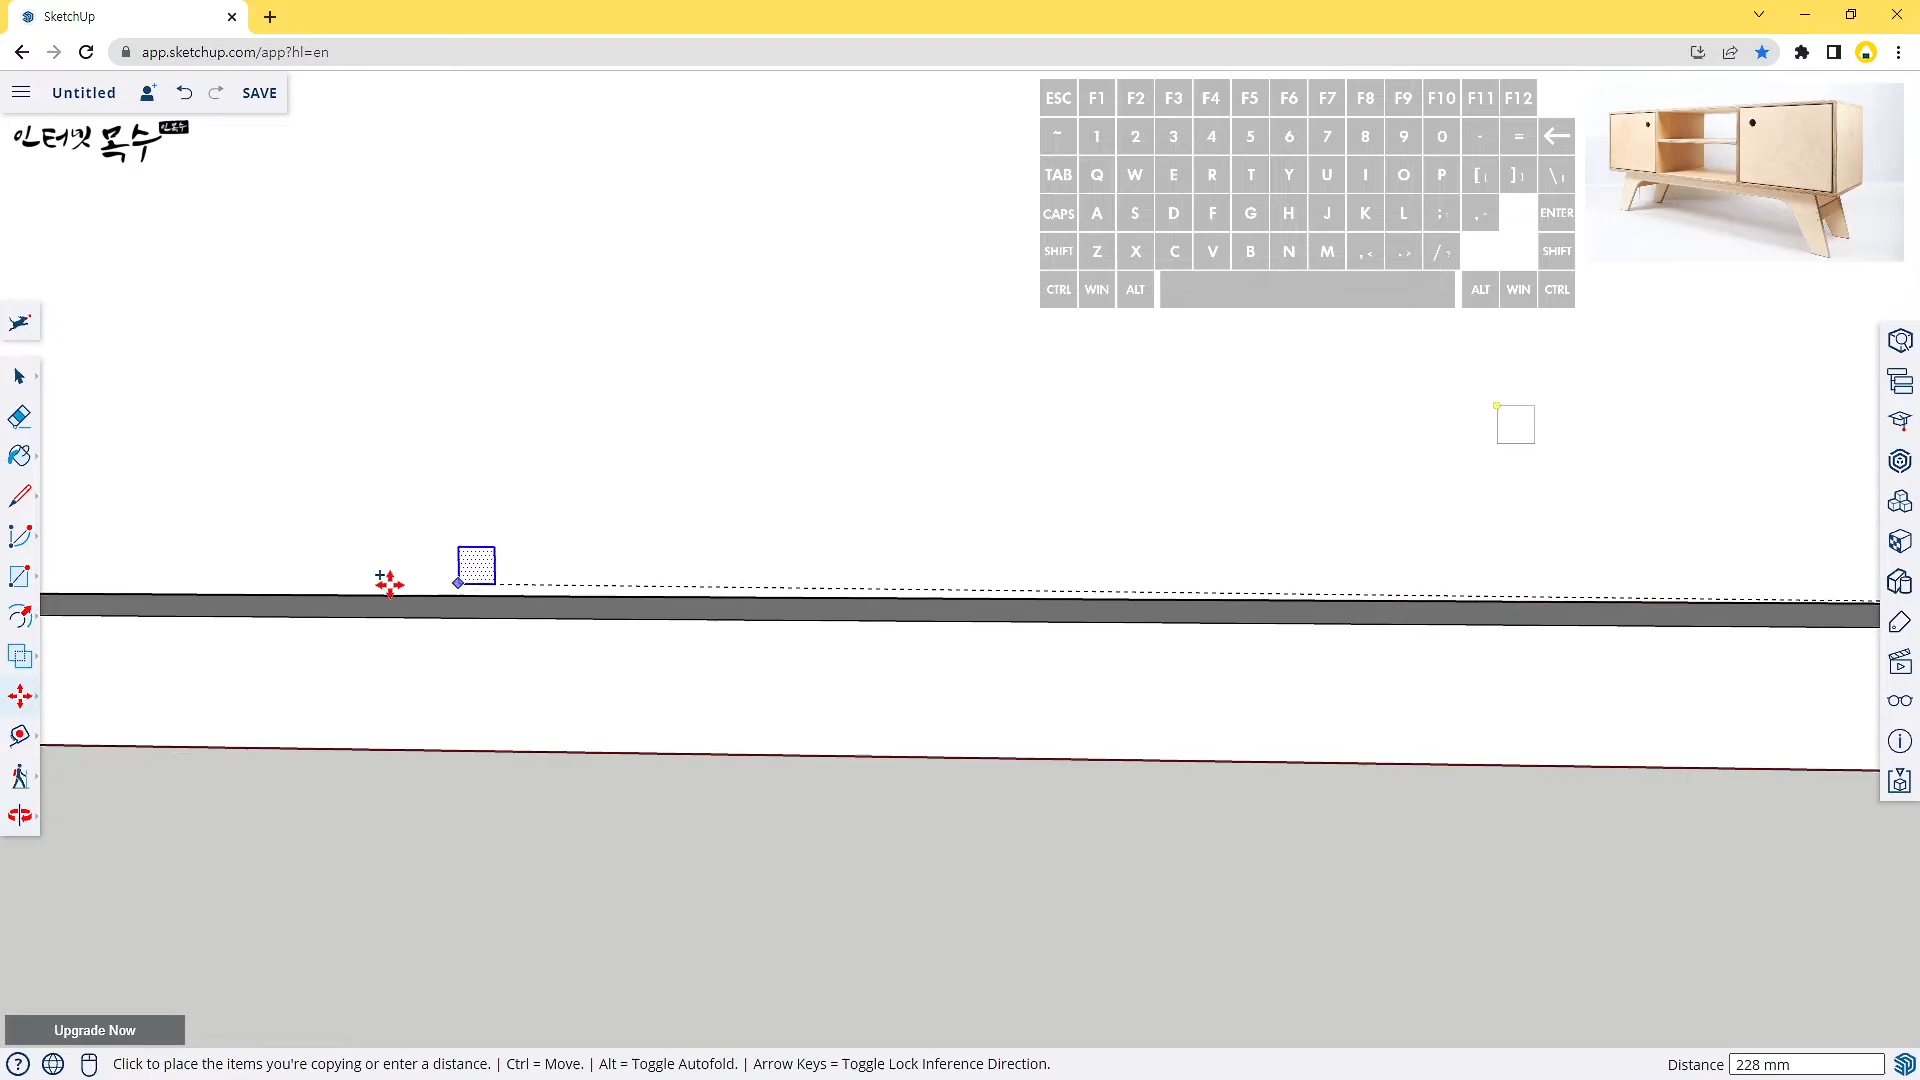 SketchUp
app.sketchup.com/app?hl=en
Untitled
SAVE
인터넷 목수
ESC F1 F2 F3 F4 F5 F6 F7 F8 F9 F10 F11 F12
~ 1 2 3 4 5 6 7 8 9 0 - =
TAB Q W E R T Y U I O P [{ ]} \|
CAPS A S D F G H J K L ;: ENTER
SHIFT Z X C V B N M ,< .> /? SHIFT
CTRL WIN ALT ALT WIN CTRL
Upgrade Now
Click to place the items you're copying or enter a distance. | Ctrl = Move. | Alt = Toggle Autofold. | Arrow Keys = Toggle Lock Inference Direction.
Distance 228 mm